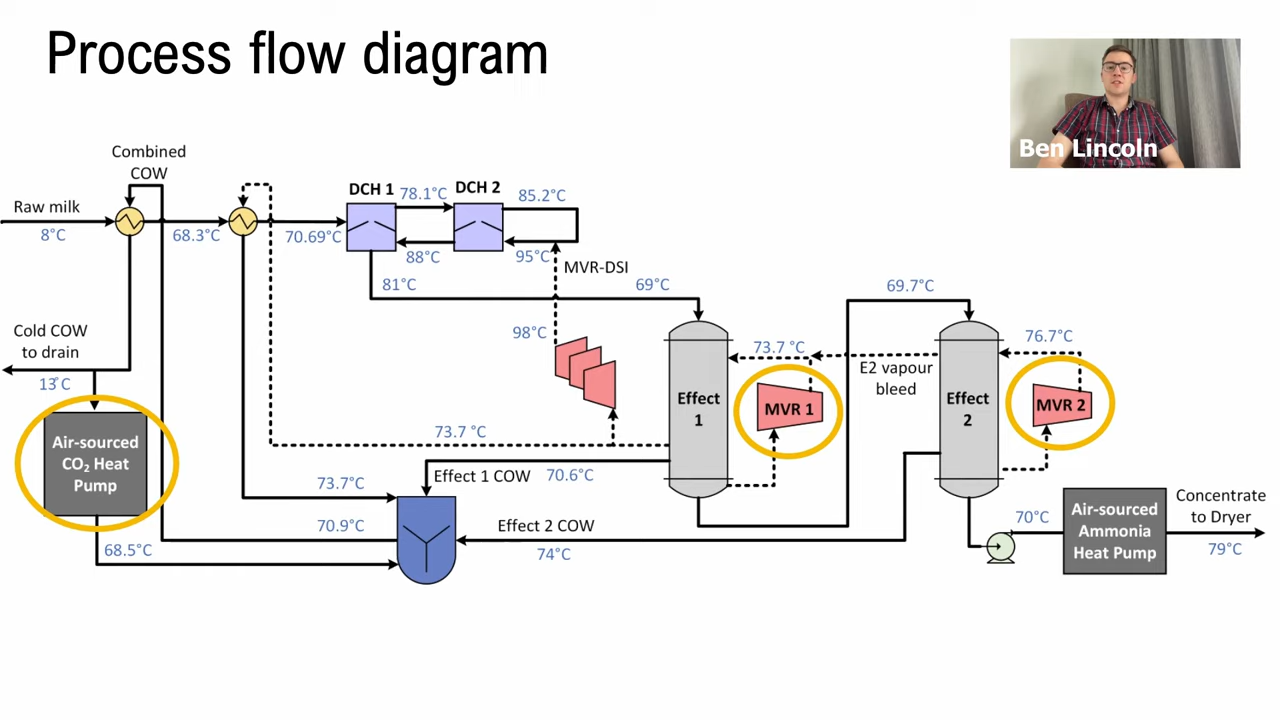 Process flow diagram
Ben Lincoln
Combined
COW
Raw milk
8°C
68.3°C
70.69°C
DCH 1
78.1°C
DCH 2
85.2°C
88°C
95°C
MVR-DSI
81°C
69°C
69.7°C
Cold COW
to drain
13°C
98°C
73.7 °C
E2 vapour
bleed
76.7°C
Effect
1
MVR 1
Effect
2
MVR 2
Air-sourced
CO₂ Heat
Pump
73.7 °C
Effect 1 COW
70.6°C
73.7°C
70.9°C
Effect 2 COW
74°C
68.5°C
70°C
Air-sourced
Ammonia
Heat Pump
Concentrate
to Dryer
79°C